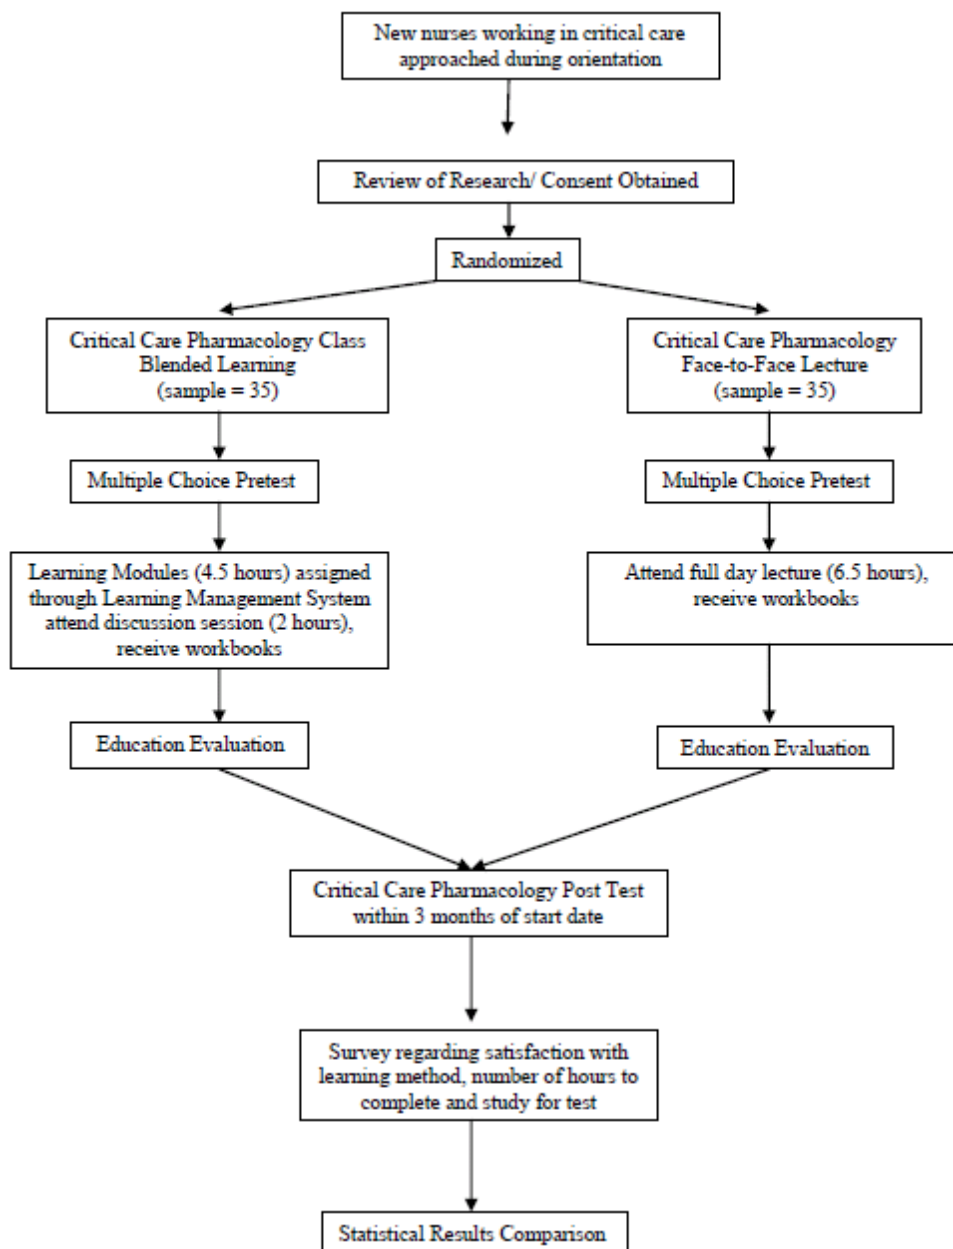 New nurses working in critical care
approached during orientation
Review of Research/ Consent Obtained
Randomized
Critical Care Pharmacology Class
Blended Learning
(sample = 35)
Critical Care Pharmacology
Face-to-Face Lecture
(sample = 35)
Multiple Choice Pretest
Multiple Choice Pretest
Learning Modules (4.5 hours) assigned
through Learning Management System
attend discussion session (2 hours),
receive workbooks
Attend full day lecture (6.5 hours),
receive workbooks
Education Evaluation
Education Evaluation
Critical Care Pharmacology Post Test
within 3 months of start date
Survey regarding satisfaction with
learning method, number of hours to
complete and study for test
Statistical Results Comparison